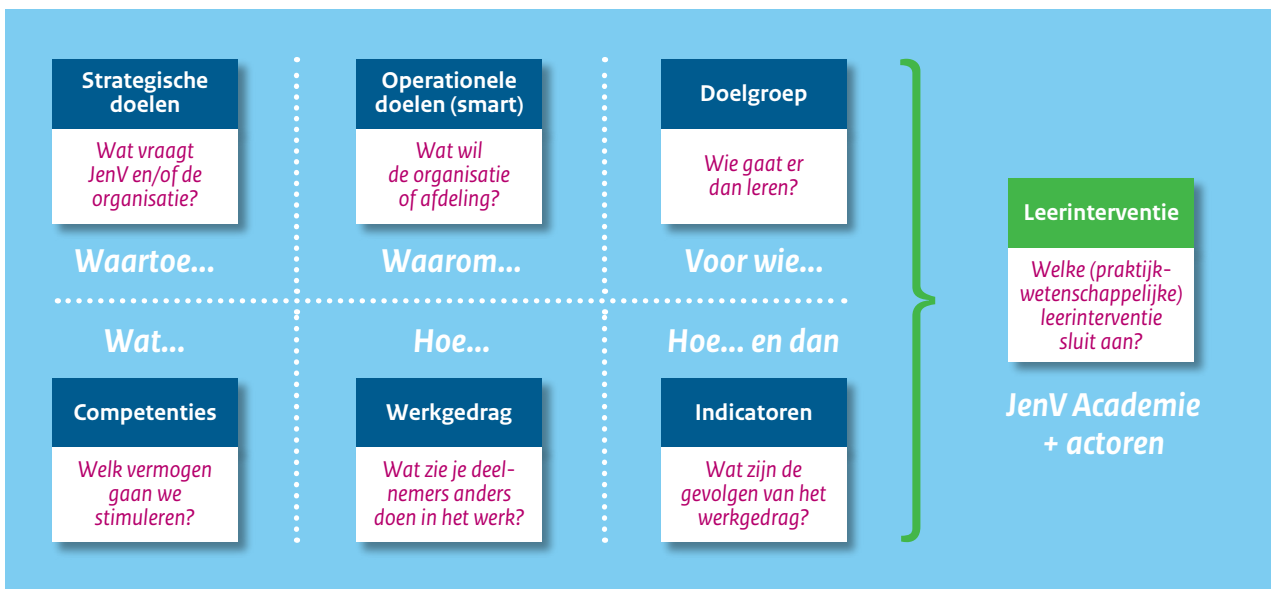 Strategische
doelen
Wat vraagt
JenV en/of de
organisatie?
Waartoe...
Operationele
doelen (smart)
Wat wil
de organisatie
of afdeling?
Waarom...
Doelgroep
Wie gaat er
dan leren?
Voor wie...
Wat...
Competenties
Welk vermogen
gaan we
stimuleren?
Hoe...
Werkgedrag
Wat zie je deel-
nemers anders
doen in het werk?
Hoe... en dan
Indicatoren
Wat zijn de
gevolgen van het
werkgedrag?
Leerinterventie
Welke (praktijk-
wetenschappelijke)
leerinterventie
sluit aan?
JenV Academie
+ actoren